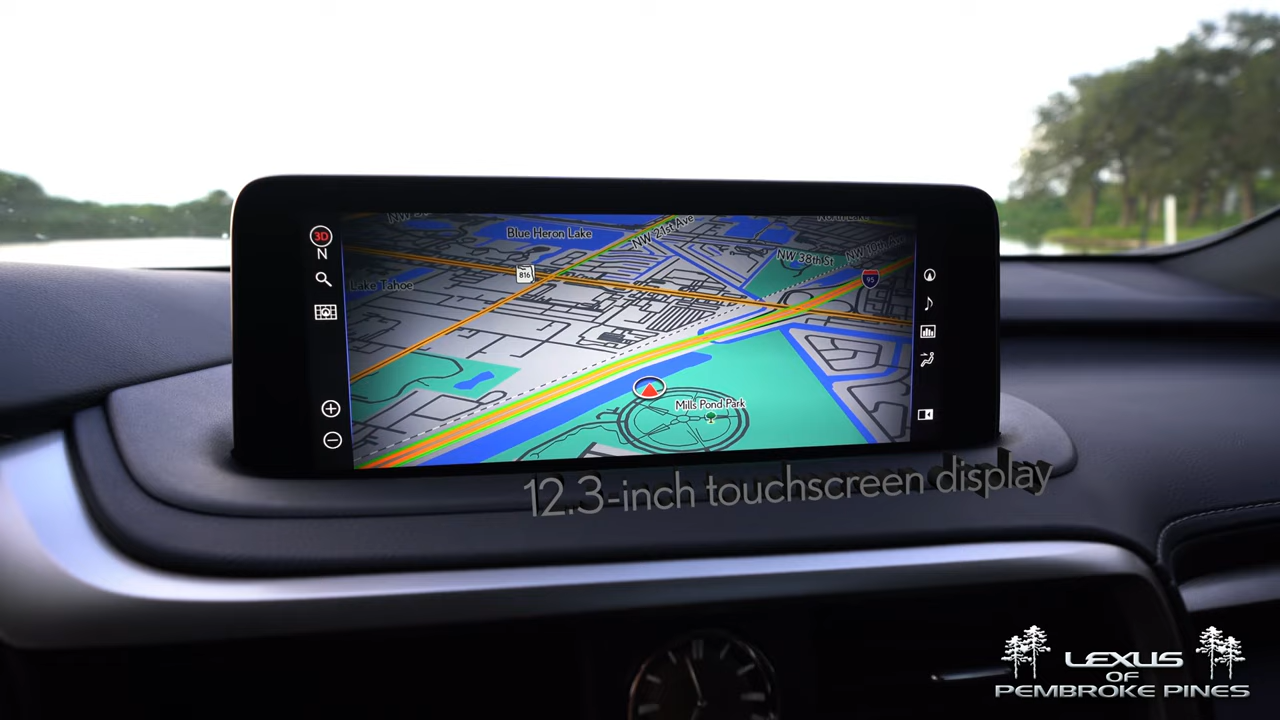 3D
N
Blue Heron Lake
NW 21st Ave
NW 38th St
816
95
Lake Tahoe
Mills Pond Park
12.3-inch touchscreen display
LEXUS
OF
PEMBROKE PINES